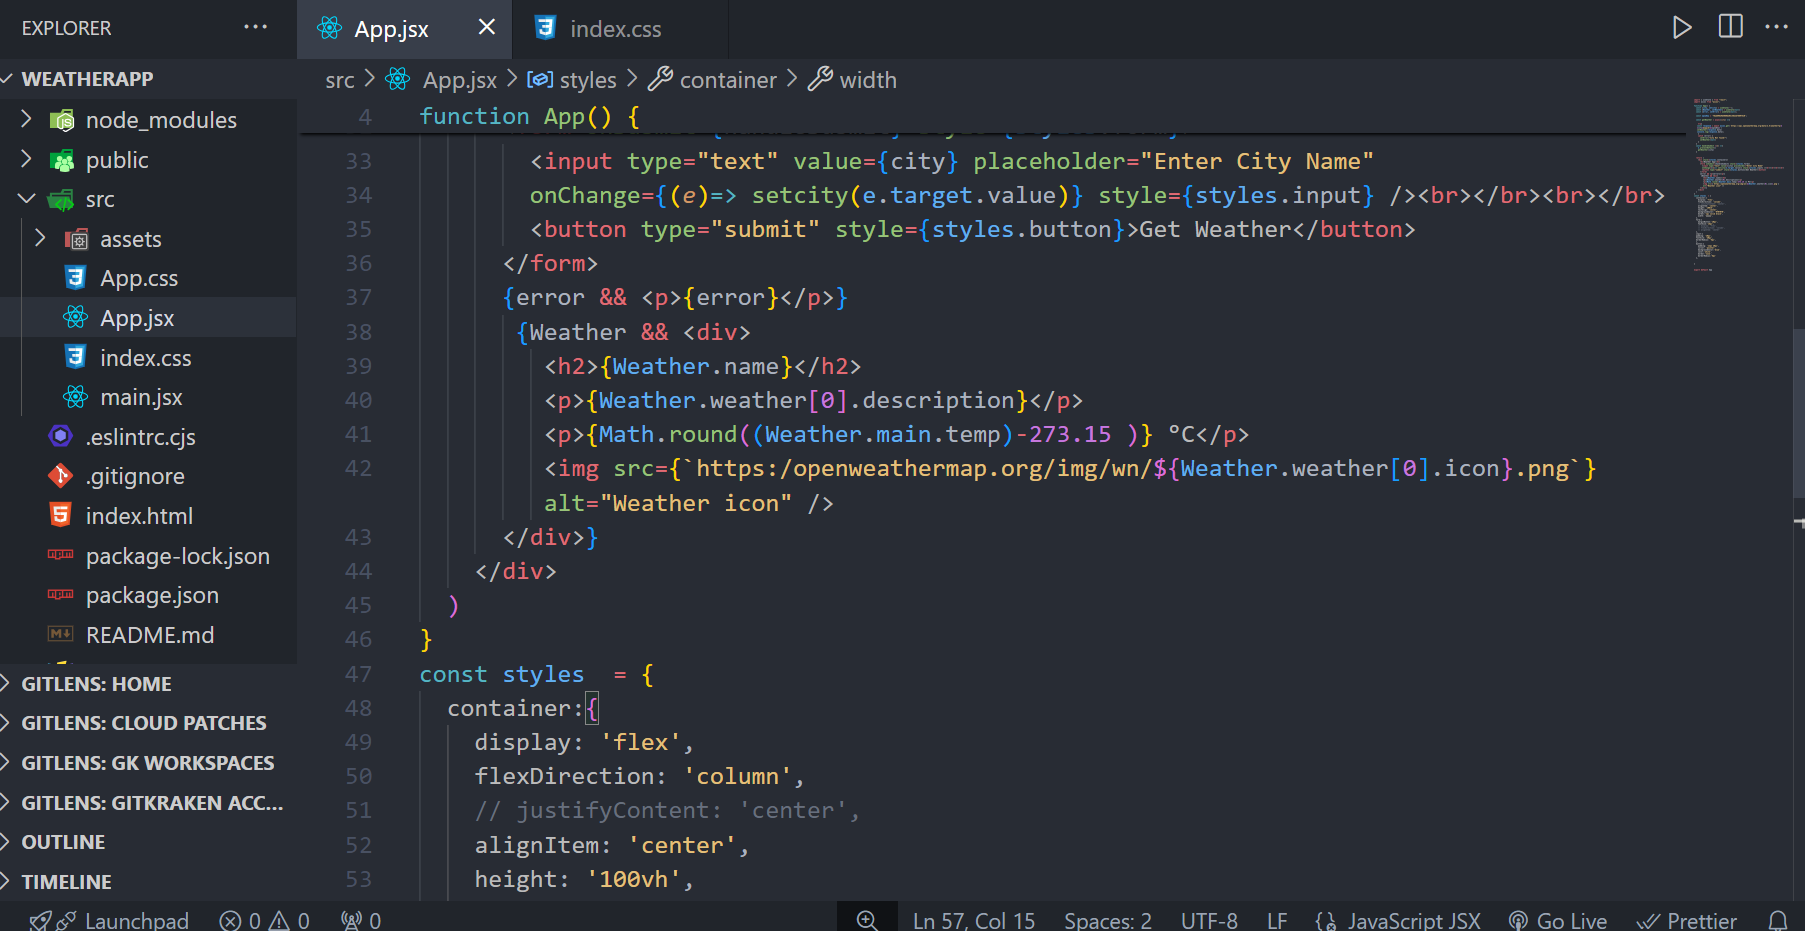 EXPLORER
WEATHERAPP
node_modules
public
src
assets
App.css
App.jsx
index.css
main.jsx
.eslintrc.cjs
.gitignore
index.html
package-lock.json
package.json
README.md
GITLENS: HOME
GITLENS: CLOUD PATCHES
GITLENS: GK WORKSPACES
GITLENS: GITKRAKEN ACC...
OUTLINE
TIMELINE
App.jsx
index.css
src > App.jsx > styles > container > width
4 function App() {
33 <input type="text" value={city} placeholder="Enter City Name"
34 onChange={(e)=> setcity(e.target.value)} style={styles.input} /><br></br><br></br>
35 <button type="submit" style={styles.button}>Get Weather</button>
36 </form>
37 {error && <p>{error}</p>}
38 {Weather && <div>
39 <h2>{Weather.name}</h2>
40 <p>{Weather.weather[0].description}</p>
41 <p>{Math.round((Weather.main.temp)-273.15 )} °C</p>
42 <img src={`https:/openweathermap.org/img/wn/${Weather.weather[0].icon}.png`}
alt="Weather icon" />
43 </div>}
44 </div>
45 )
46 }
47 const styles  = {
48 container:{
49 display: 'flex',
50 flexDirection: 'column',
51 // justifyContent: 'center',
52 alignItem: 'center',
53 height: '100vh',
Launchpad 0 0 0 Ln 57, Col 15 Spaces: 2 UTF-8 LF JavaScript JSX Go Live Prettier